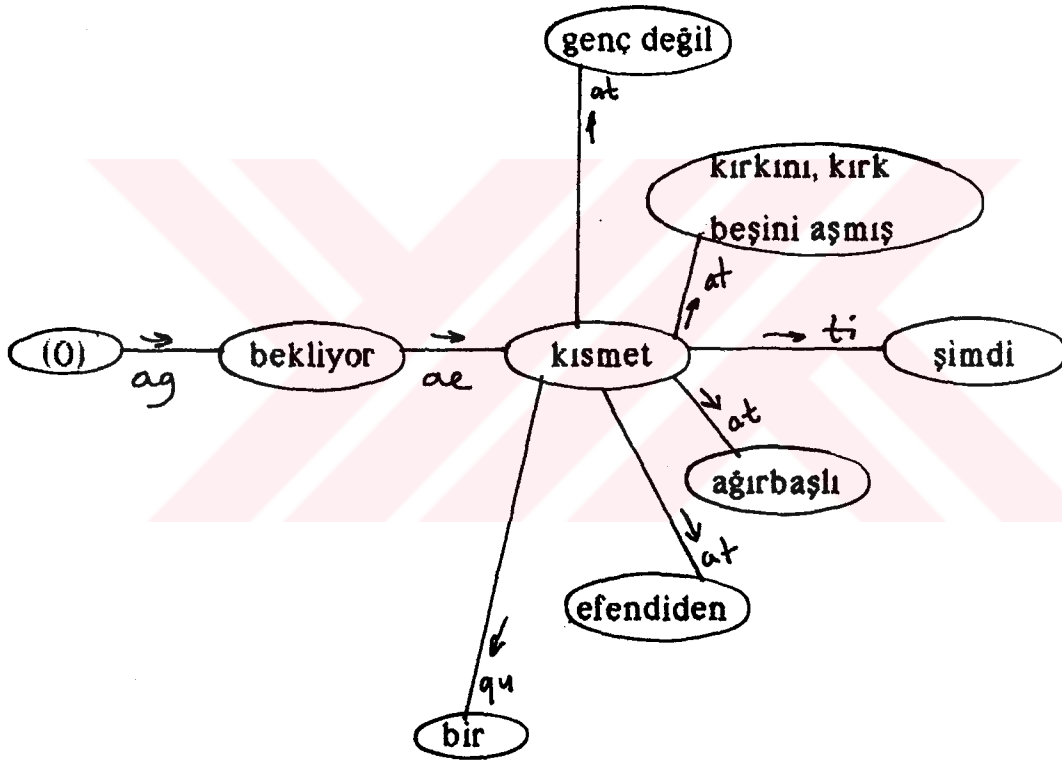 genç değil
at
kırkını, kırk
beşini aşmış
at
(O)
ag
bekliyor
ae
kısmet
ti
şimdi
at
ağırbaşlı
at
efendiden
qu
bir